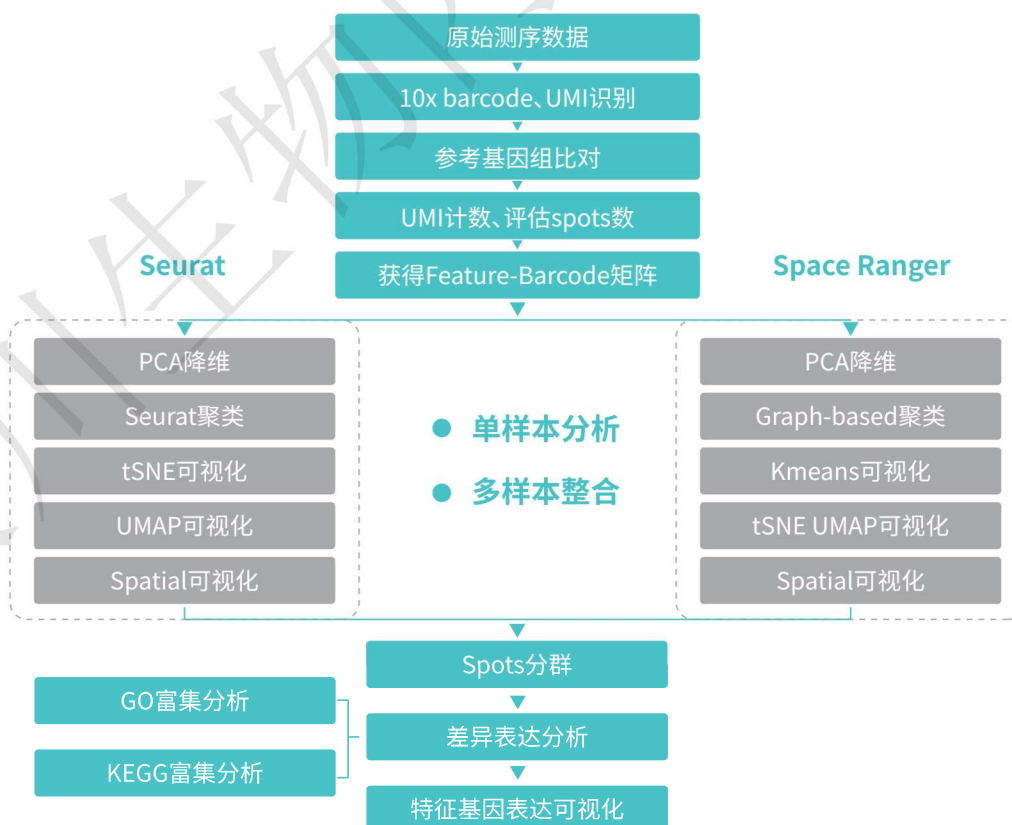 原始测序数据
10x barcode、UMI识别
参考基因组比对
UMI计数、评估spots数
获得Feature-Barcode矩阵
Seurat
Space Ranger
PCA降维
Seurat聚类
tSNE可视化
UMAP可视化
Spatial可视化
● 单样本分析
● 多样本整合
PCA降维
Graph-based聚类
Kmeans可视化
tSNE UMAP可视化
Spatial可视化
Spots分群
GO富集分析
KEGG富集分析
差异表达分析
特征基因表达可视化
生物